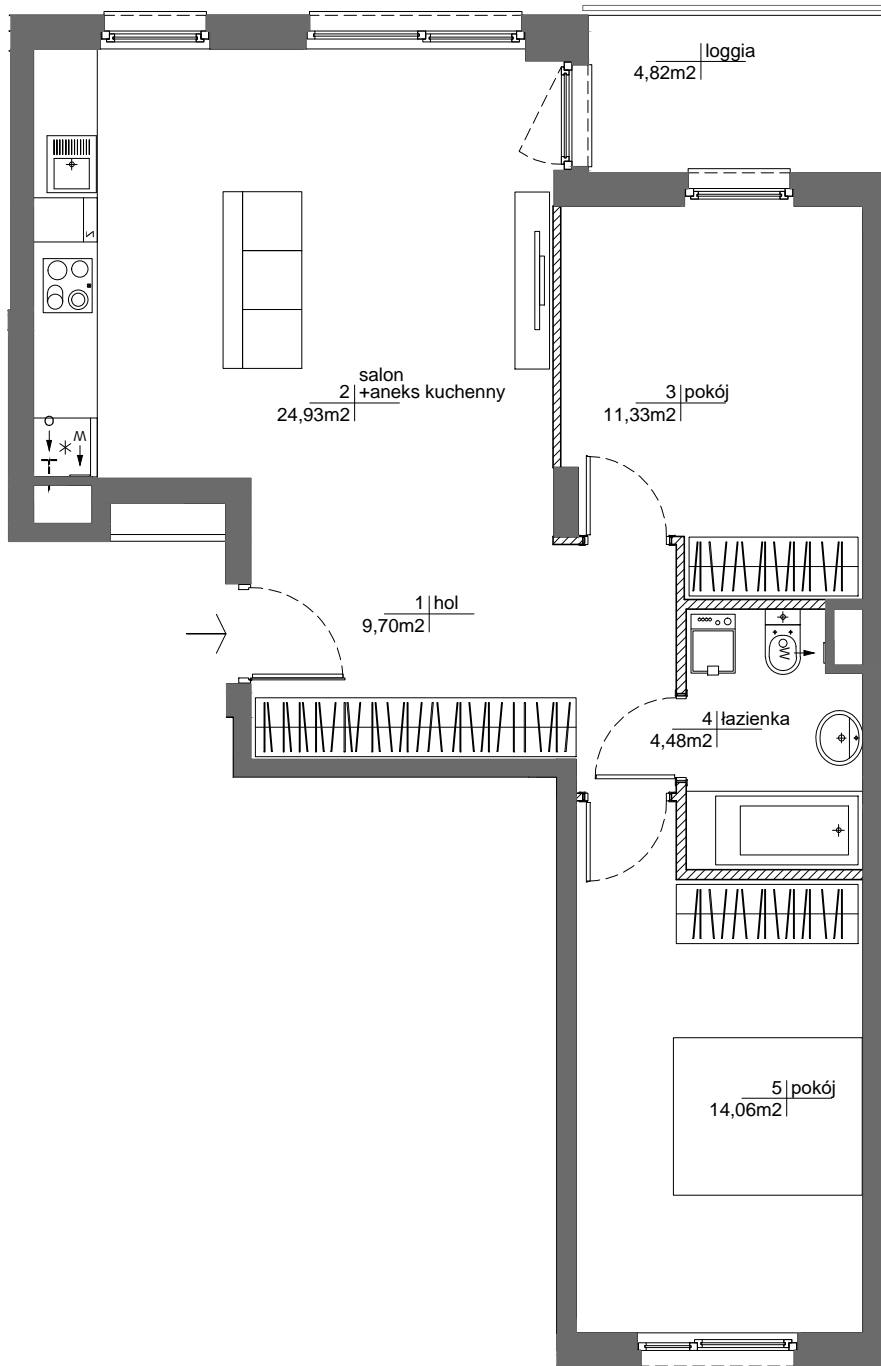 loggia
4,82m2
salon
2 +aneks kuchenny
24,93m2
3 pokój
11,33m2
1 hol
9,70m2
4 łazienka
4,48m2
5 pokój
14,06m2
N
O
T
W
WO